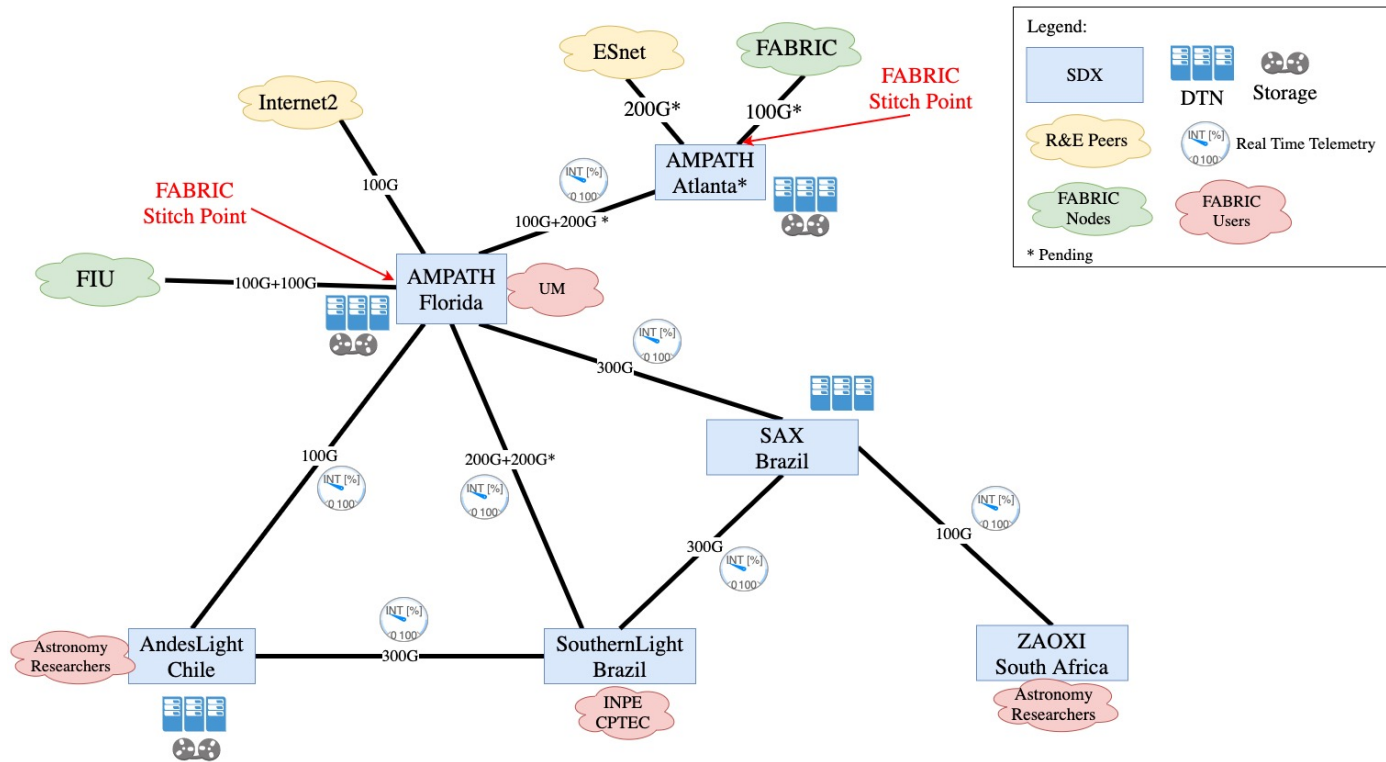 ESnet
FABRIC
FABRIC
Stitch Point
Internet2
200G*
100G*
AMPATH
Atlanta*
INT [%]
0 100
100G
100G+200G *
FABRIC
Stitch Point
FIU
100G+100G
AMPATH
Florida
UM
INT [%]
0 100
300G
SAX
Brazil
100G
INT [%]
0 100
200G+200G*
INT [%]
0 100
300G
INT [%]
0 100
INT [%]
0 100
100G
Astronomy
Researchers
AndesLight
Chile
INT [%]
0 100
300G
SouthernLight
Brazil
INPE
CPTEC
ZAOXI
South Africa
Astronomy
Researchers
Legend:
SDX
DTN
Storage
R&E Peers
INT [%]
0 100
Real Time Telemetry
FABRIC
Nodes
FABRIC
Users
* Pending